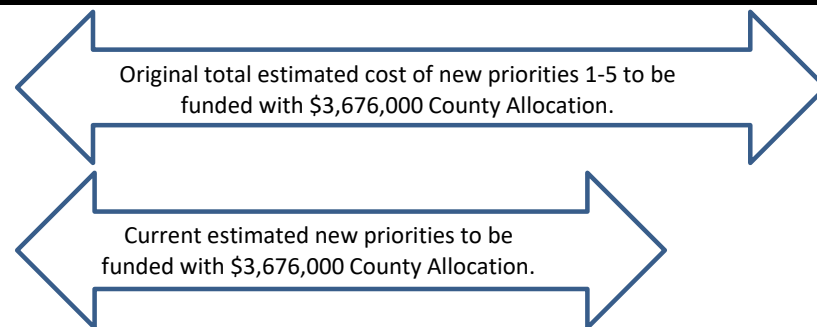 Original total estimated cost of new priorities 1-5 to be
funded with $3,676,000 County Allocation.
Current estimated new priorities to be
funded with $3,676,000 County Allocation.